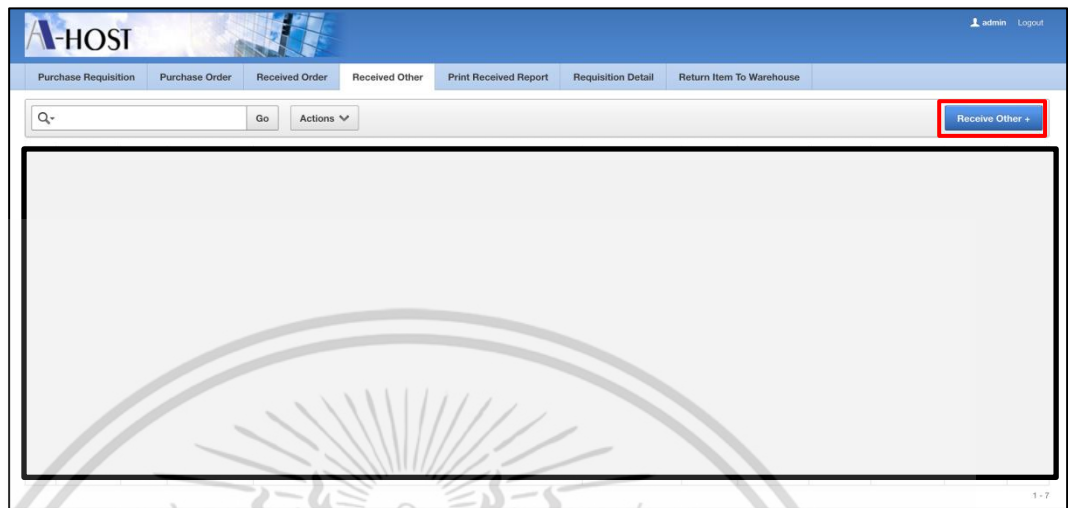 A-HOST
admin Logout
Purchase Requisition Purchase Order Received Order Received Other Print Received Report Requisition Detail Return Item To Warehouse
Go Actions Receive Other +
1 - 7